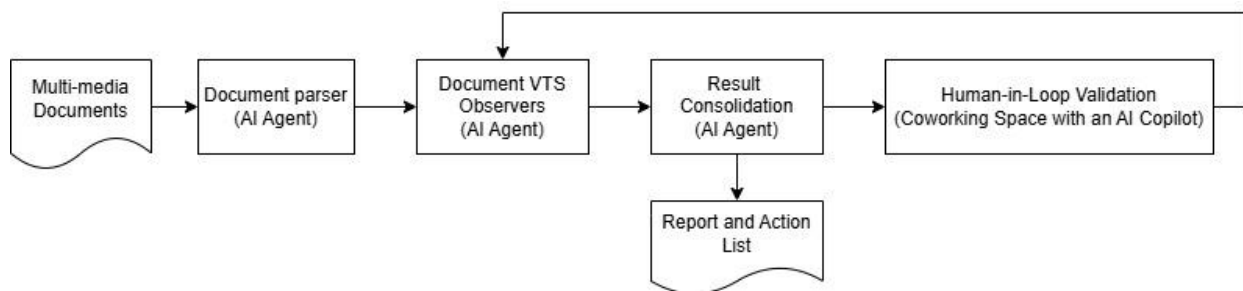 Multi-media
Documents
Document parser
(AI Agent)
Document VTS
Observers
(AI Agent)
Result
Consolidation
(AI Agent)
Human-in-Loop Validation
(Coworking Space with an AI Copilot)
Report and Action
List